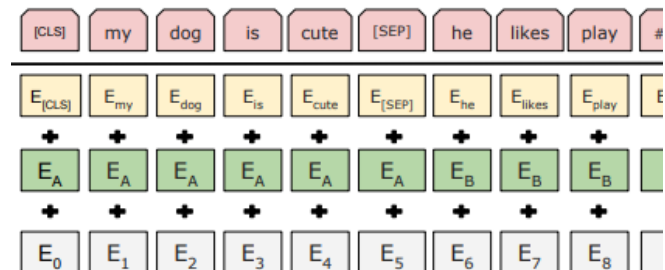 [CLS] my dog is cute [SEP] he likes play #
E[CLS] Emy Edog Eis Ecute E[SEP] Ehe Elikes Eplay E
+ + + + + + + + +
EA EA EA EA EA EA EB EB EB
+ + + + + + + + +
E0 E1 E2 E3 E4 E5 E6 E7 E8